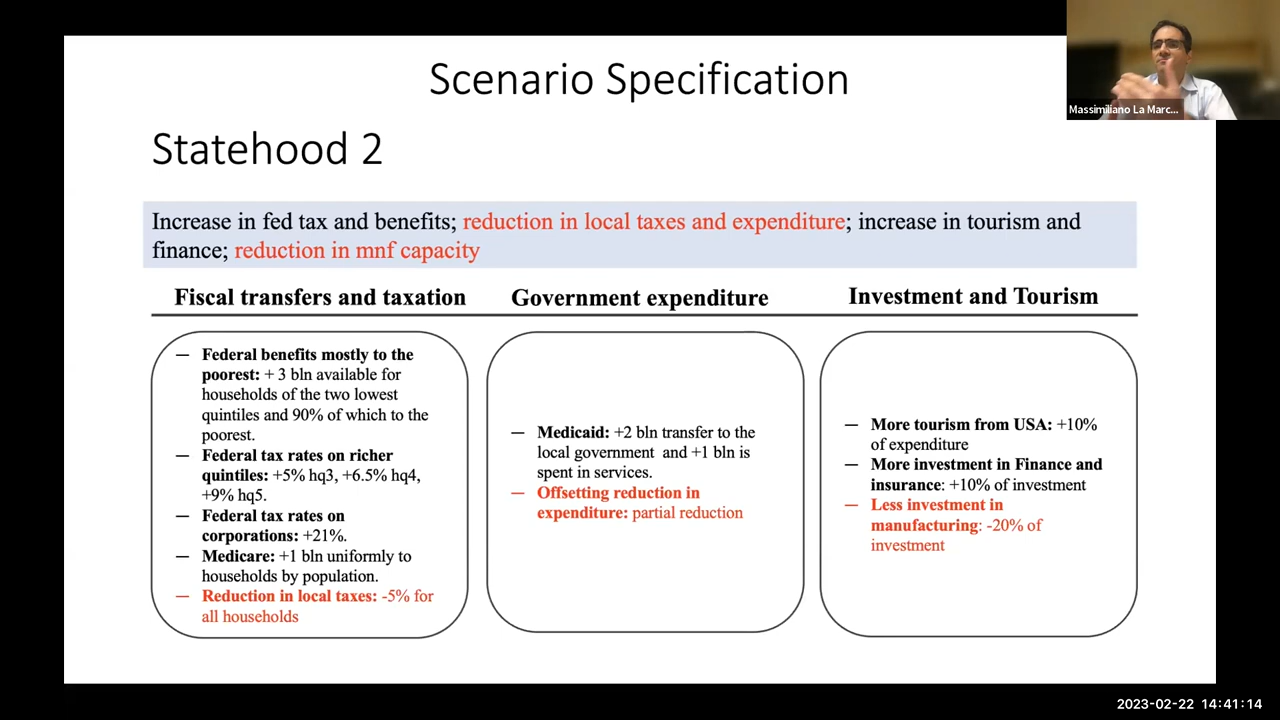 Massimiliano La Marc...
Scenario Specification
Statehood 2
Increase in fed tax and benefits; reduction in local taxes and expenditure; increase in tourism and
finance; reduction in mnf capacity
Fiscal transfers and taxation
— Federal benefits mostly to the
poorest: + 3 bln available for
households of the two lowest
quintiles and 90% of which to the
poorest.
— Federal tax rates on richer
quintiles: +5% hq3, +6.5% hq4,
+9% hq5.
— Federal tax rates on
corporations: +21%.
— Medicare: +1 bln uniformly to
households by population.
— Reduction in local taxes: -5% for
all households
Government expenditure
— Medicaid: +2 bln transfer to the
local government and +1 bln is
spent in services.
— Offsetting reduction in
expenditure: partial reduction
Investment and Tourism
— More tourism from USA: +10%
of expenditure
— More investment in Finance and
insurance: +10% of investment
— Less investment in
manufacturing: -20% of
investment
2023-02-22 14:41:14